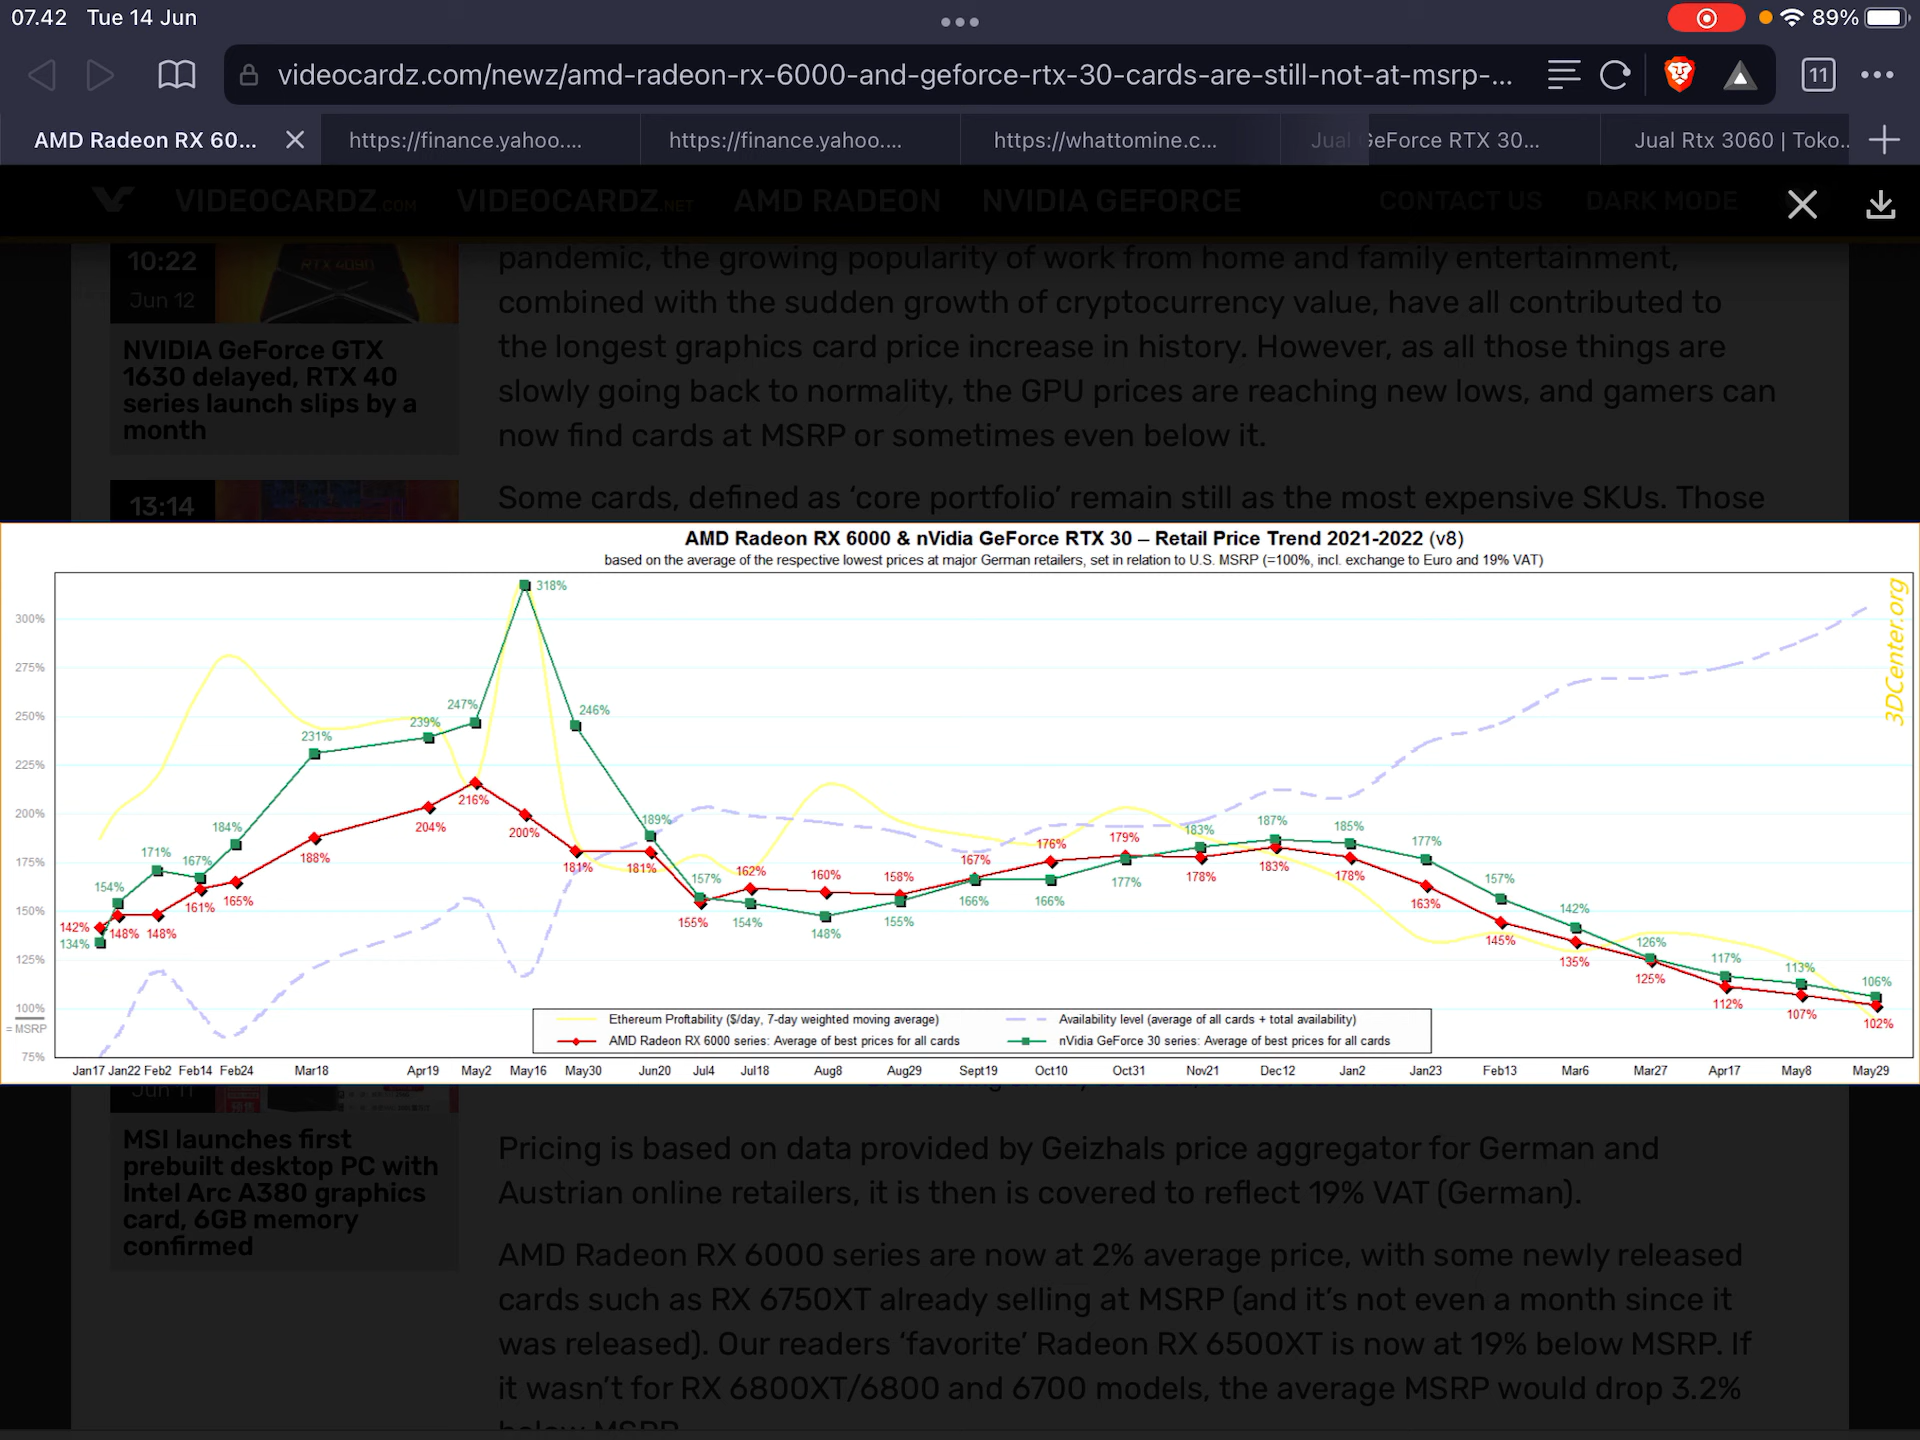 07.42 Tue 14 Jun
89%
videocardz.com/newz/amd-radeon-rx-6000-and-geforce-rtx-30-cards-are-still-not-at-msrp-...
11
AMD Radeon RX 60...
https://finance.yahoo....
https://finance.yahoo....
https://whattomine.c...
Jual GeForce RTX 30...
Jual Rtx 3060 | Toko..
VIDEOCARDZ.COM VIDEOCARDZ.NET AMD RADEON NVIDIA GEFORCE CONTACT US DARK MODE
10:22
Jun 12
RTX 4090
NVIDIA GeForce GTX
1630 delayed, RTX 40
series launch slips by a
month
13:14
pandemic, the growing popularity of work from home and family entertainment,
combined with the sudden growth of cryptocurrency value, have all contributed to
the longest graphics card price increase in history. However, as all those things are
slowly going back to normality, the GPU prices are reaching new lows, and gamers can
now find cards at MSRP or sometimes even below it.
Some cards, defined as ‘core portfolio’ remain still as the most expensive SKUs. Those
AMD Radeon RX 6000 & nVidia GeForce RTX 30 – Retail Price Trend 2021-2022 (v8)
based on the average of the respective lowest prices at major German retailers, set in relation to U.S. MSRP (=100%, incl. exchange to Euro and 19% VAT)
3DCenter.org
300%
275%
250%
225%
200%
175%
150%
125%
100%
= MSRP
75%
134% 154% 171% 167% 184% 231% 239% 247% 318% 246% 189% 157% 154% 148% 155% 166% 166% 177% 183% 187% 185% 177% 157% 142% 126% 117% 113% 106%
142% 148% 148% 161% 165% 188% 204% 216% 200% 181% 181% 155% 162% 160% 158% 167% 176% 179% 178% 183% 178% 163% 145% 135% 125% 112% 107% 102%
Ethereum Proftability ($/day, 7-day weighted moving average)
Availability level (average of all cards + total availability)
AMD Radeon RX 6000 series: Average of best prices for all cards
nVidia GeForce 30 series: Average of best prices for all cards
Jan17 Jan22 Feb2 Feb14 Feb24 Mar18 Apr19 May2 May16 May30 Jun20 Jul4 Jul18 Aug8 Aug29 Sept19 Oct10 Oct31 Nov21 Dec12 Jan2 Jan23 Feb13 Mar6 Mar27 Apr17 May8 May29
Jun 11
MSI launches first
prebuilt desktop PC with
Intel Arc A380 graphics
card, 6GB memory
confirmed
Pricing is based on data provided by Geizhals price aggregator for German and
Austrian online retailers, it is then is covered to reflect 19% VAT (German).
AMD Radeon RX 6000 series are now at 2% average price, with some newly released
cards such as RX 6750XT already selling at MSRP (and it’s not even a month since it
was released). Our readers ‘favorite’ Radeon RX 6500XT is now at 19% below MSRP. If
it wasn’t for RX 6800XT/6800 and 6700 models, the average MSRP would drop 3.2%
below MSRP